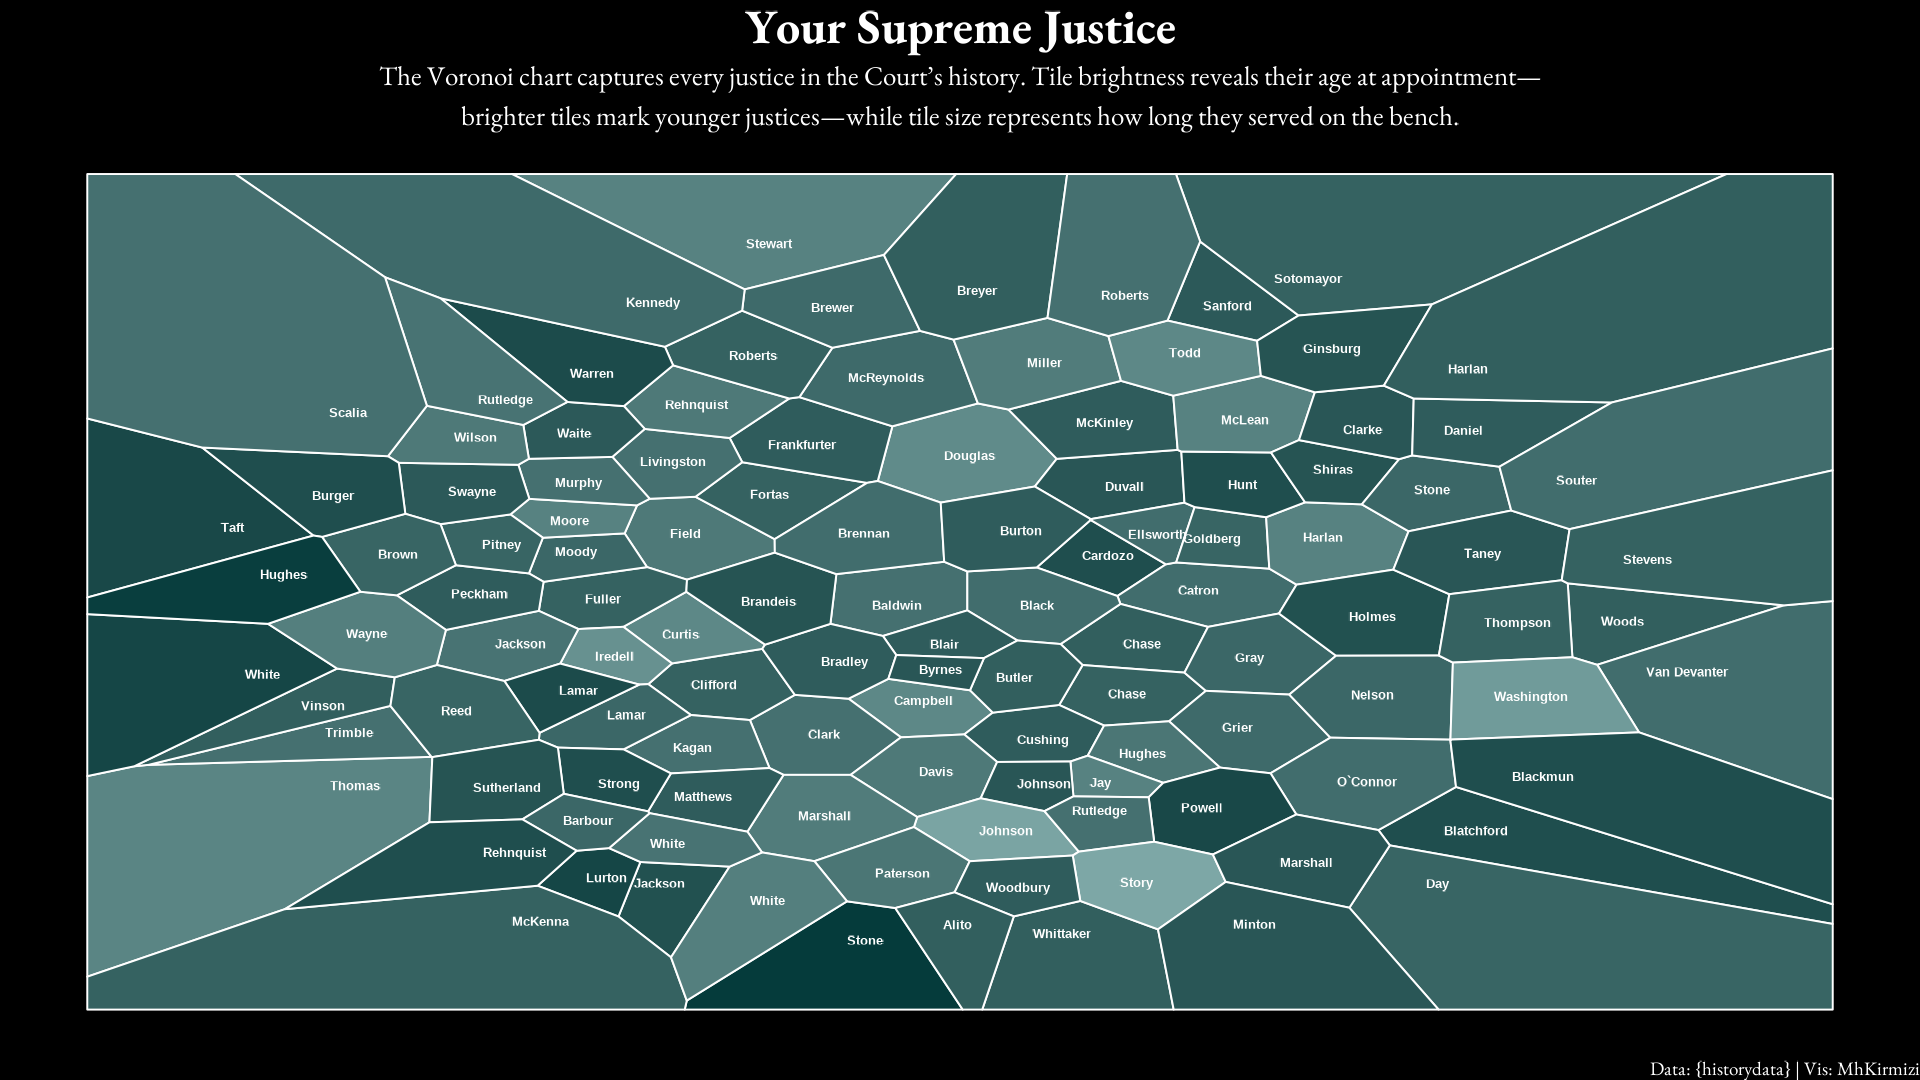 Your Supreme Justice
The Voronoi chart captures every justice in the Court's history. Tile brightness reveals their age at appointment—
brighter tiles mark younger justices—while tile size represents how long they served on the bench.
Stewart
Kennedy
Brewer
Breyer
Roberts
Sanford
Sotomayor
Warren
Roberts
McReynolds
Miller
Todd
Ginsburg
Harlan
Scalia
Rutledge
Rehnquist
Wilson
Waite
Frankfurter
McKinley
McLean
Clarke
Daniel
Livingston
Douglas
Shiras
Burger
Swayne
Murphy
Fortas
Duvall
Hunt
Stone
Souter
Taft
Moore
Field
Brennan
Burton
Ellsworth
Goldberg
Harlan
Brown
Pitney
Moody
Cardozo
Taney
Stevens
Hughes
Peckham
Fuller
Brandeis
Baldwin
Black
Catron
Holmes
Thompson
Woods
Wayne
Jackson
Iredell
Curtis
Bradley
Blair
Byrnes
Butler
Chase
Gray
White
Lamar
Clifford
Campbell
Chase
Nelson
Washington
Van Devanter
Vinson
Reed
Lamar
Trimble
Kagan
Clark
Cushing
Hughes
Grier
Thomas
Sutherland
Strong
Matthews
Davis
Johnson
Jay
O`Connor
Blackmun
Barbour
Marshall
Rutledge
Powell
Rehnquist
White
Johnson
Blatchford
Lurton
Jackson
Paterson
Woodbury
Story
Marshall
Day
McKenna
White
Stone
Alito
Whittaker
Minton
Data: {historydata} | Vis: MhKirmizi